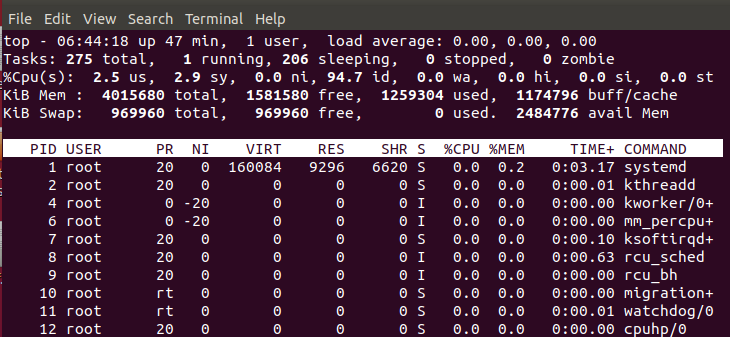 File Edit View Search Terminal Help
top - 06:44:18 up 47 min,  1 user,  load average: 0.00, 0.00, 0.00
Tasks: 275 total,   1 running, 206 sleeping,   0 stopped,   0 zombie
%Cpu(s):  2.5 us,  2.9 sy,  0.0 ni, 94.7 id,  0.0 wa,  0.0 hi,  0.0 si,  0.0 st
KiB Mem :  4015680 total,  1581580 free,  1259304 used,  1174796 buff/cache
KiB Swap:   969960 total,   969960 free,        0 used.  2484776 avail Mem
PID USER      PR  NI    VIRT    RES    SHR S  %CPU %MEM     TIME+ COMMAND
1 root      20   0  160084   9296   6620 S   0.0  0.2   0:03.17 systemd
2 root      20   0       0      0      0 S   0.0  0.0   0:00.01 kthreadd
4 root       0 -20       0      0      0 I   0.0  0.0   0:00.00 kworker/0+
6 root       0 -20       0      0      0 I   0.0  0.0   0:00.00 mm_percpu+
7 root      20   0       0      0      0 S   0.0  0.0   0:00.10 ksoftirqd+
8 root      20   0       0      0      0 I   0.0  0.0   0:00.63 rcu_sched
9 root      20   0       0      0      0 I   0.0  0.0   0:00.00 rcu_bh
10 root      rt   0       0      0      0 S   0.0  0.0   0:00.00 migration+
11 root      rt   0       0      0      0 S   0.0  0.0   0:00.01 watchdog/0
12 root      20   0       0      0      0 S   0.0  0.0   0:00.00 cpuhp/0